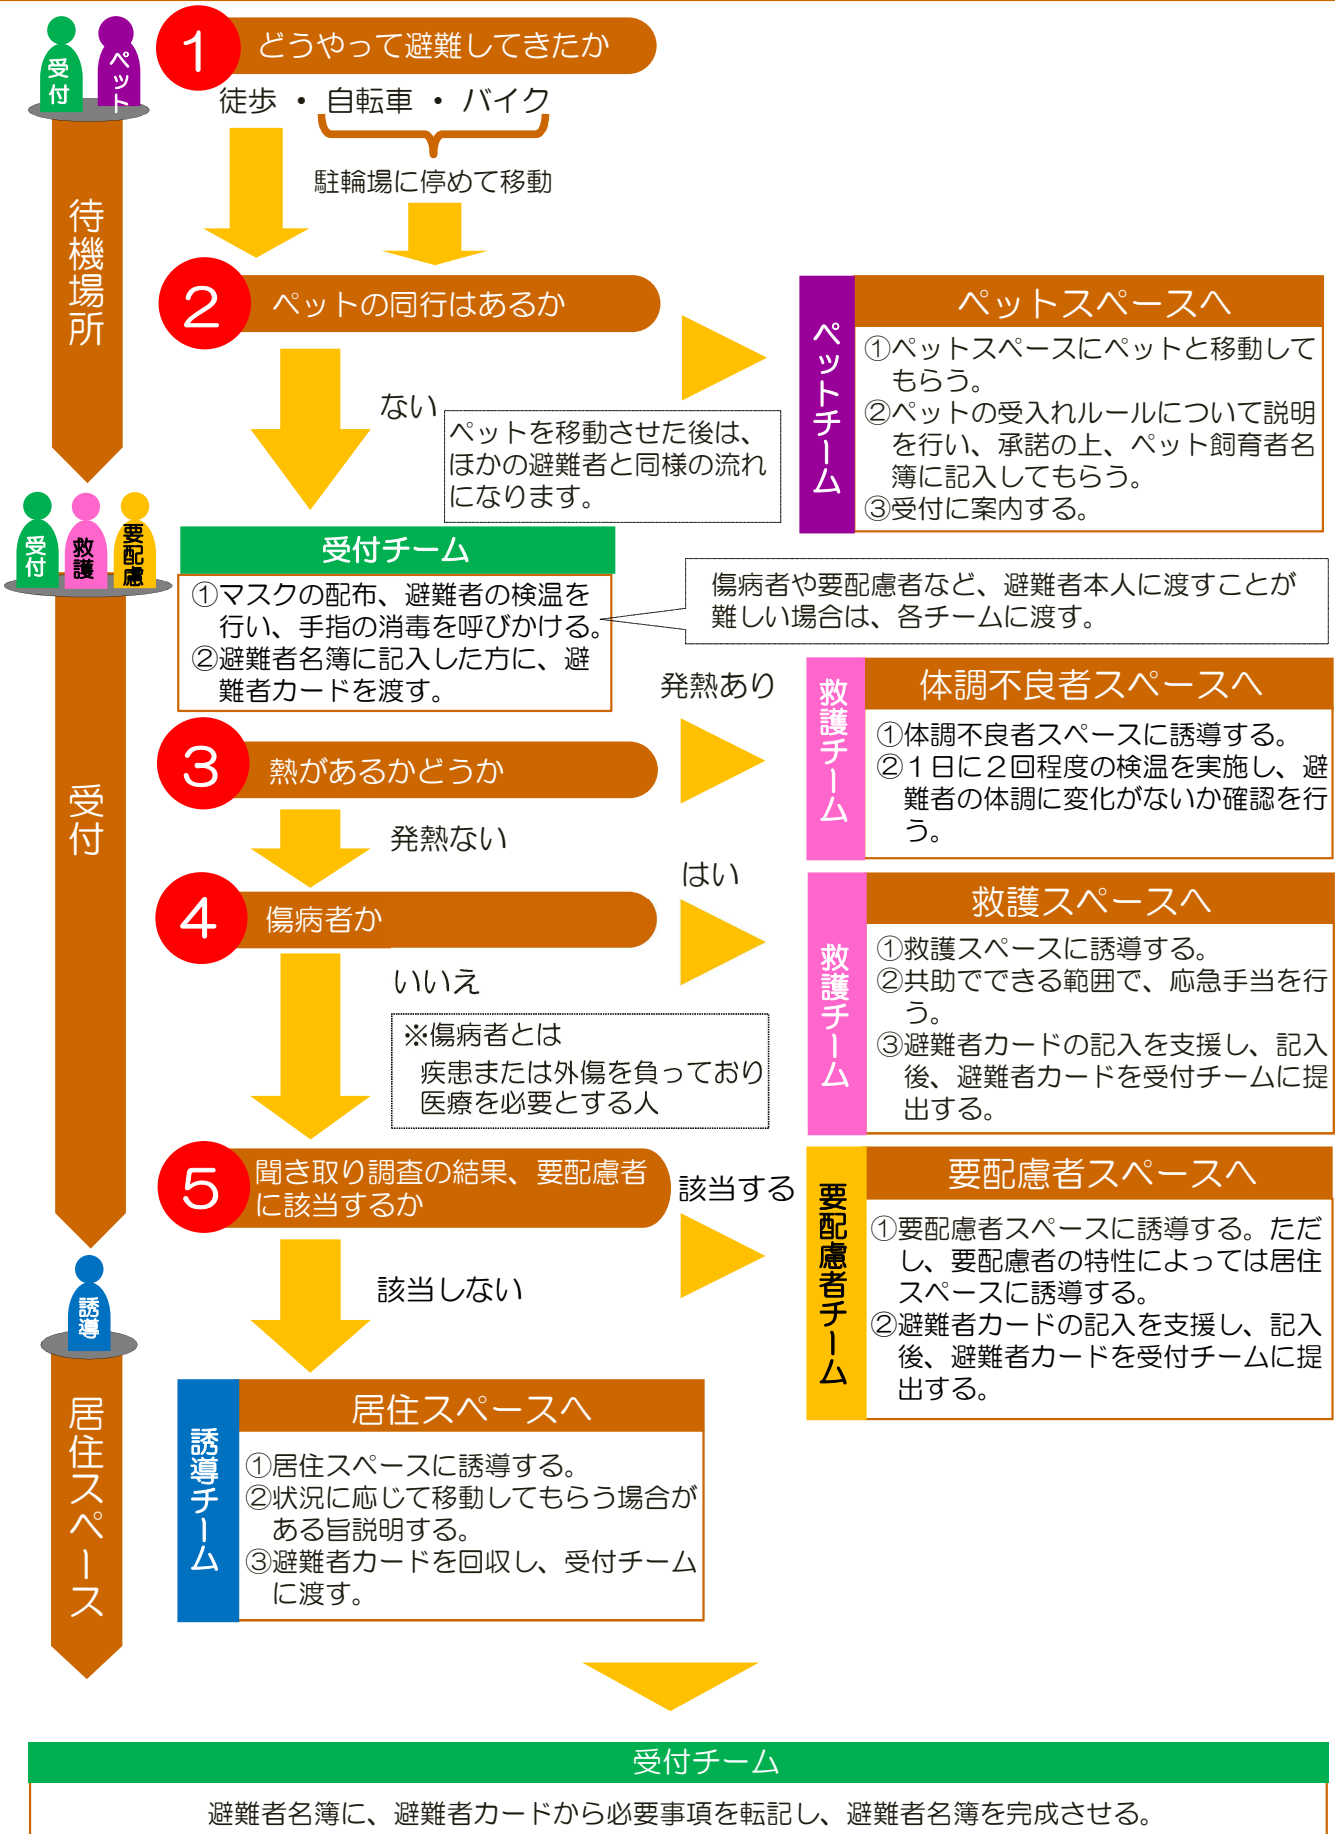 受付
ペット
1
どうやって避難してきたか
徒歩 ・ 自転車 ・ バイク
駐輪場に停めて移動
待機場所
2
ペットの同行はあるか
ない
ペットを移動させた後は、
ほかの避難者と同様の流れ
になります。
ペットチーム
ペットスペースへ
①ペットスペースにペットと移動して
もらう。
②ペットの受入れルールについて説明
を行い、承諾の上、ペット飼育者名
簿に記入してもらう。
③受付に案内する。
受付
救護
要配慮
受付
受付チーム
①マスクの配布、避難者の検温を
行い、手指の消毒を呼びかける。
②避難者名簿に記入した方に、避
難者カードを渡す。
傷病者や要配慮者など、避難者本人に渡すことが
難しい場合は、各チームに渡す。
3
熱があるかどうか
発熱あり
発熱ない
救護チーム
体調不良者スペースへ
①体調不良者スペースに誘導する。
②1日に2回程度の検温を実施し、避
難者の体調に変化がないか確認を行
う。
4
傷病者か
はい
いいえ
※傷病者とは
疾患または外傷を負っており
医療を必要とする人
救護チーム
救護スペースへ
①救護スペースに誘導する。
②共助でできる範囲で、応急手当を行
う。
③避難者カードの記入を支援し、記入
後、避難者カードを受付チームに提
出する。
5
聞き取り調査の結果、要配慮者
に該当するか
該当する
該当しない
要配慮者チーム
要配慮者スペースへ
①要配慮者スペースに誘導する。ただ
し、要配慮者の特性によっては居住
スペースに誘導する。
②避難者カードの記入を支援し、記入
後、避難者カードを受付チームに提
出する。
誘導
居住スペース
誘導チーム
居住スペースへ
①居住スペースに誘導する。
②状況に応じて移動してもらう場合が
ある旨説明する。
③避難者カードを回収し、受付チーム
に渡す。
受付チーム
避難者名簿に、避難者カードから必要事項を転記し、避難者名簿を完成させる。